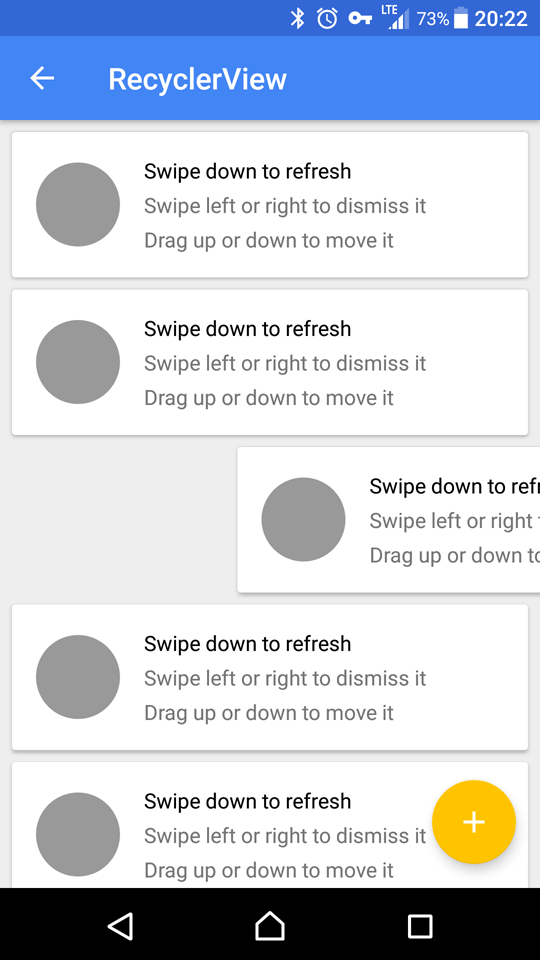 LTE 73% 20:22
RecyclerView
Swipe down to refresh
Swipe left or right to dismiss it
Drag up or down to move it
Swipe down to refresh
Swipe left or right to dismiss it
Drag up or down to move it
Swipe down to refr
Swipe left or right
Drag up or down to
Swipe down to refresh
Swipe left or right to dismiss it
Drag up or down to move it
Swipe down to refresh
Swipe left or right to dismiss it
Drag up or down to move it